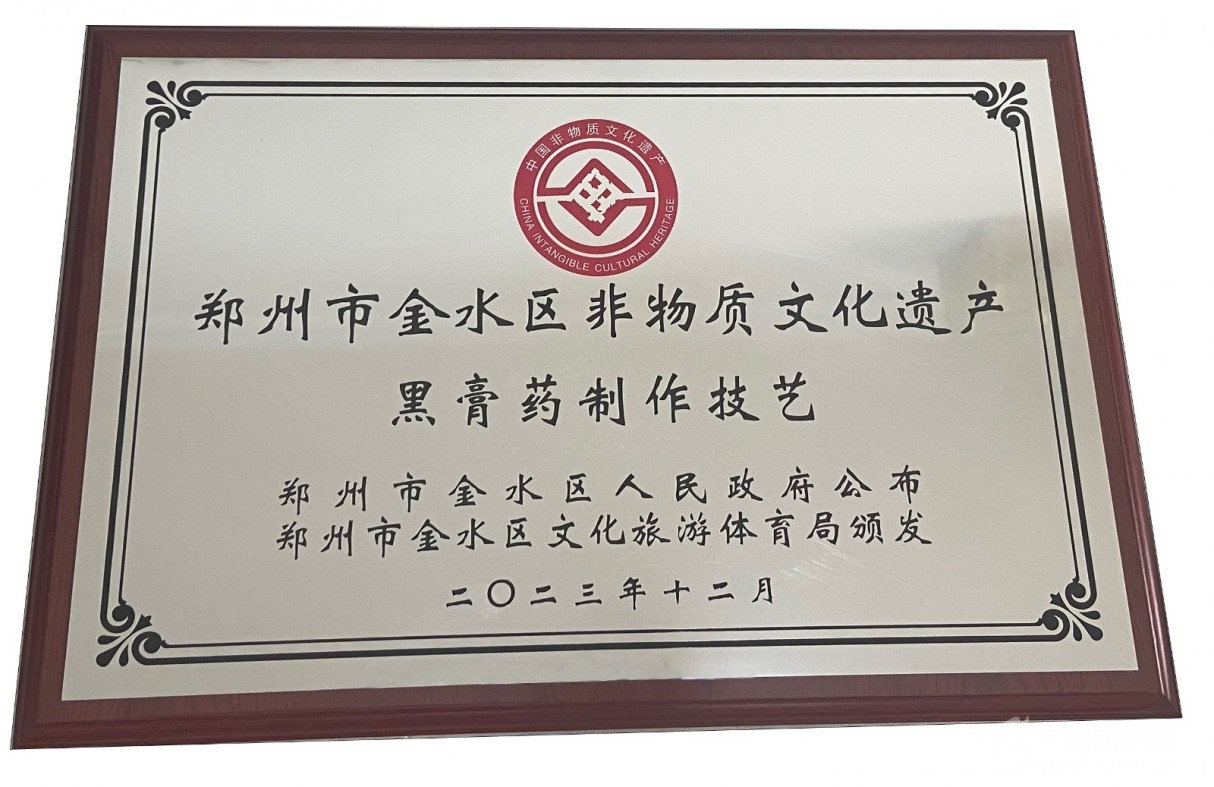 中国非物质文化遗产
CHINA INTANGIBLE CULTURAL HERITAGE
郑州市金水区非物质文化遗产
黑膏药制作技艺
郑州市金水区人民政府公布
郑州市金水区文化旅游体育局颁发
二〇二三年十二月